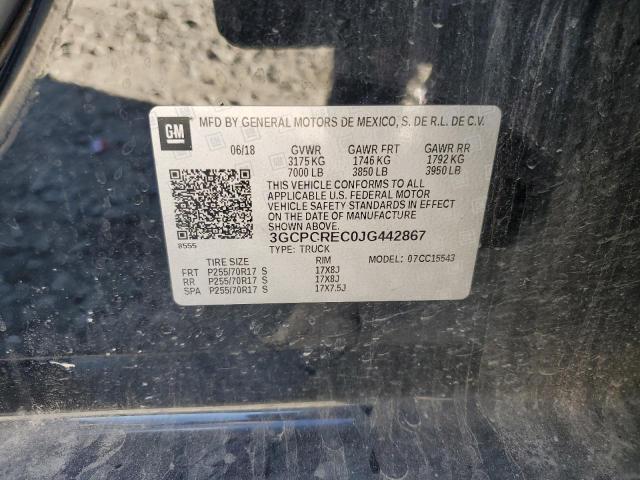 GM
MFD BY GENERAL MOTORS DE MEXICO, S. DE R.L. DE C.V.
06/18 GVWR GAWR FRT GAWR RR
3175 KG 1746 KG 1792 KG
7000 LB 3850 LB 3950 LB
THIS VEHICLE CONFORMS TO ALL
APPLICABLE U.S. FEDERAL MOTOR
VEHICLE SAFETY STANDARDS IN EFFECT
ON THE DATE OF MANUFACTURE
SHOWN ABOVE.
3GCPCREC0JG442867
8555
TYPE: TRUCK
TIRE SIZE RIM MODEL: 07CC15543
FRT P255/70R17 S 17X8J
RR P255/70R17 S 17X8J
SPA P255/70R17 S 17X7.5J